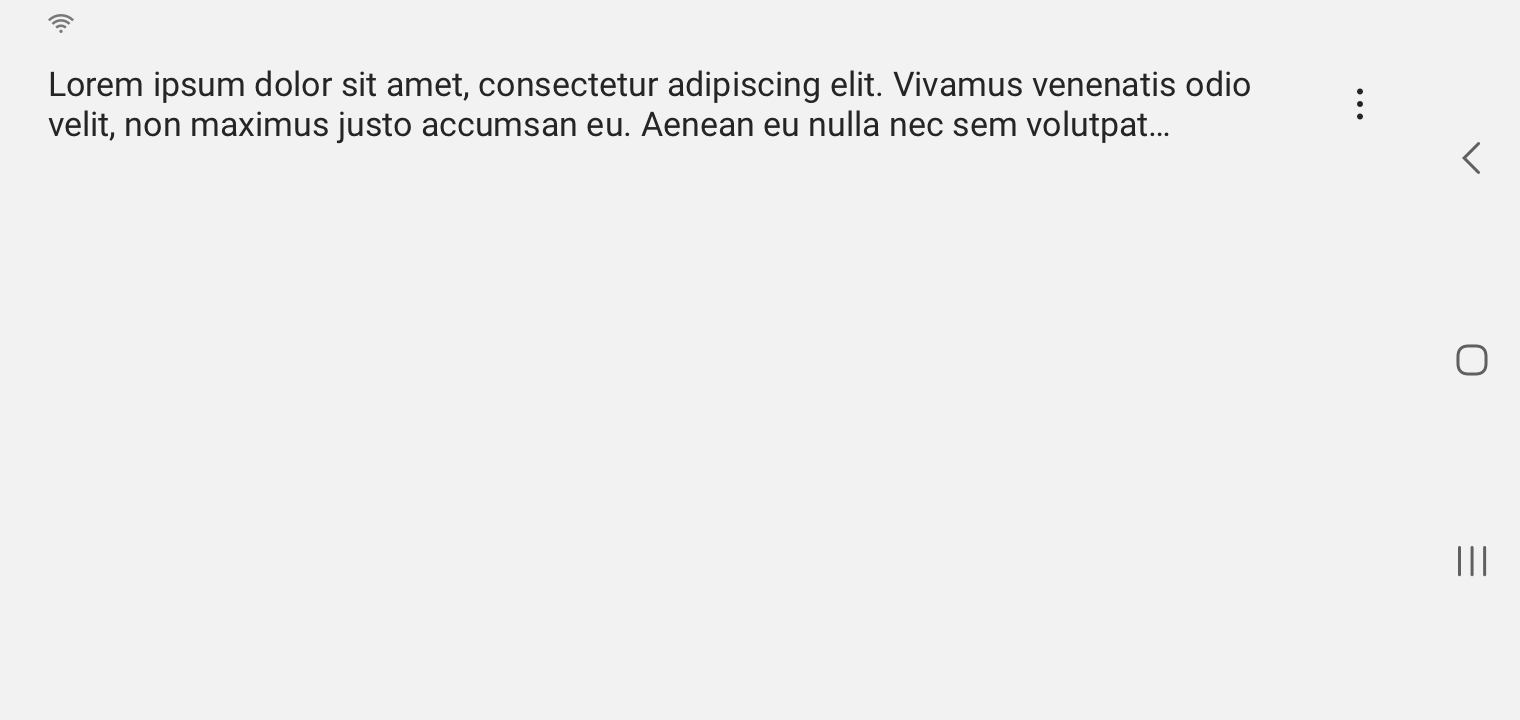 Lorem ipsum dolor sit amet, consectetur adipiscing elit. Vivamus venenatis odio
velit, non maximus justo accumsan eu. Aenean eu nulla nec sem volutpat…